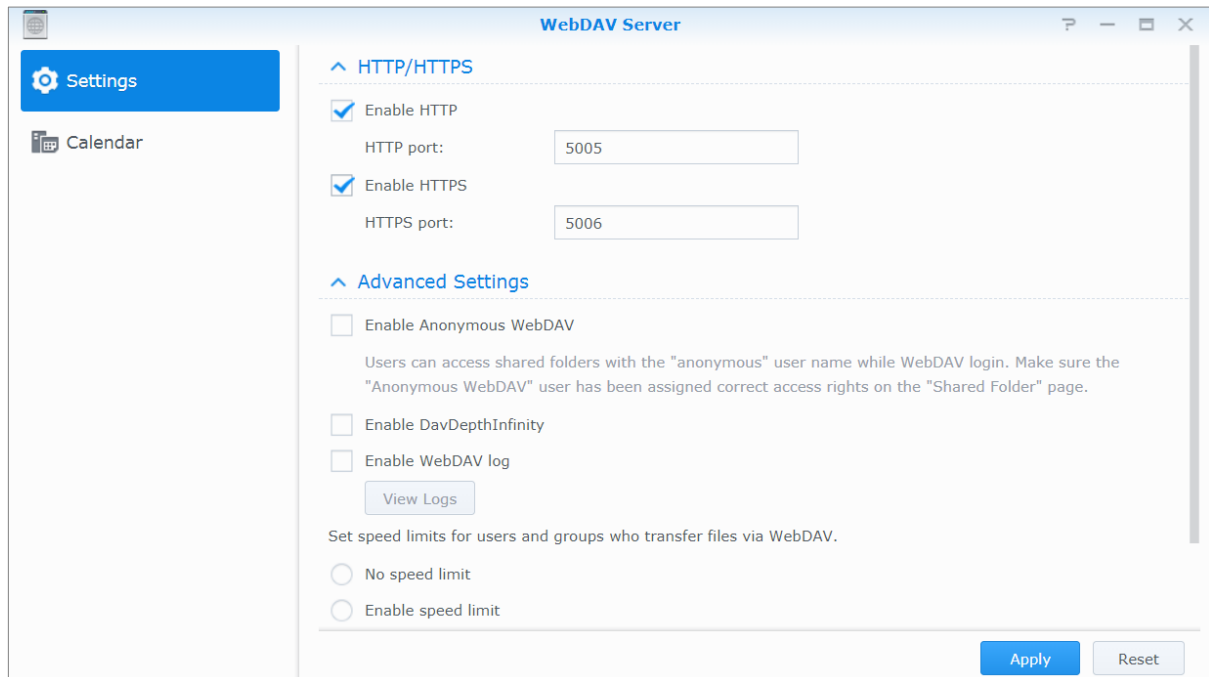 WebDAV Server
Settings
Calendar
HTTP/HTTPS
Enable HTTP
HTTP port: 5005
Enable HTTPS
HTTPS port: 5006
Advanced Settings
Enable Anonymous WebDAV
Users can access shared folders with the "anonymous" user name while WebDAV login. Make sure the
"Anonymous WebDAV" user has been assigned correct access rights on the "Shared Folder" page.
Enable DavDepthInfinity
Enable WebDAV log
View Logs
Set speed limits for users and groups who transfer files via WebDAV.
No speed limit
Enable speed limit
Apply Reset